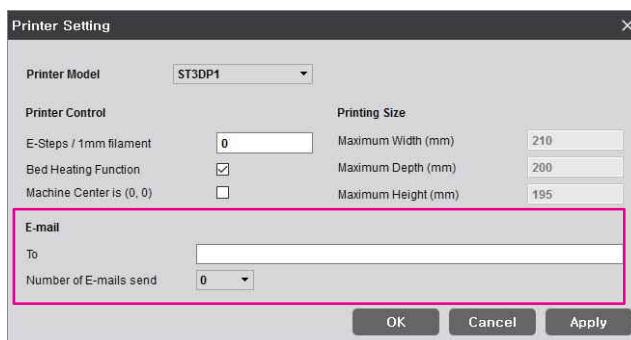 Printer Setting
Printer Model ST3DP1
Printer Control Printing Size
E-Steps / 1mm filament 0 Maximum Width (mm) 210
Bed Heating Function Maximum Depth (mm) 200
Machine Center is (0, 0) Maximum Height (mm) 195
E-mail
To
Number of E-mails send 0
OK Cancel Apply